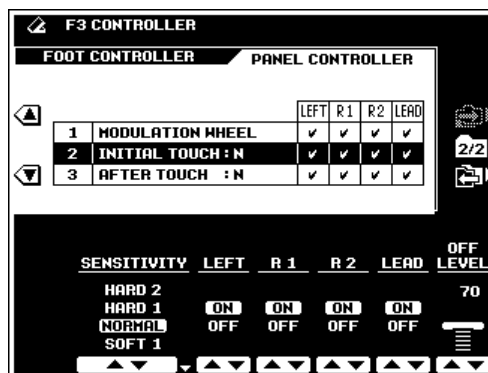 F3 CONTROLLER
FOOT CONTROLLER PANEL CONTROLLER
LEFT R1 R2 LEAD
1 MODULATION WHEEL ✓ ✓ ✓ ✓
2 INITIAL TOUCH : N ✓ ✓ ✓ ✓
3 AFTER TOUCH : N ✓ ✓ ✓ ✓
2/2
SENSITIVITY LEFT R 1 R 2 LEAD OFF LEVEL
HARD 2 70
HARD 1 ON ON ON ON
NORMAL OFF OFF OFF OFF
SOFT 1